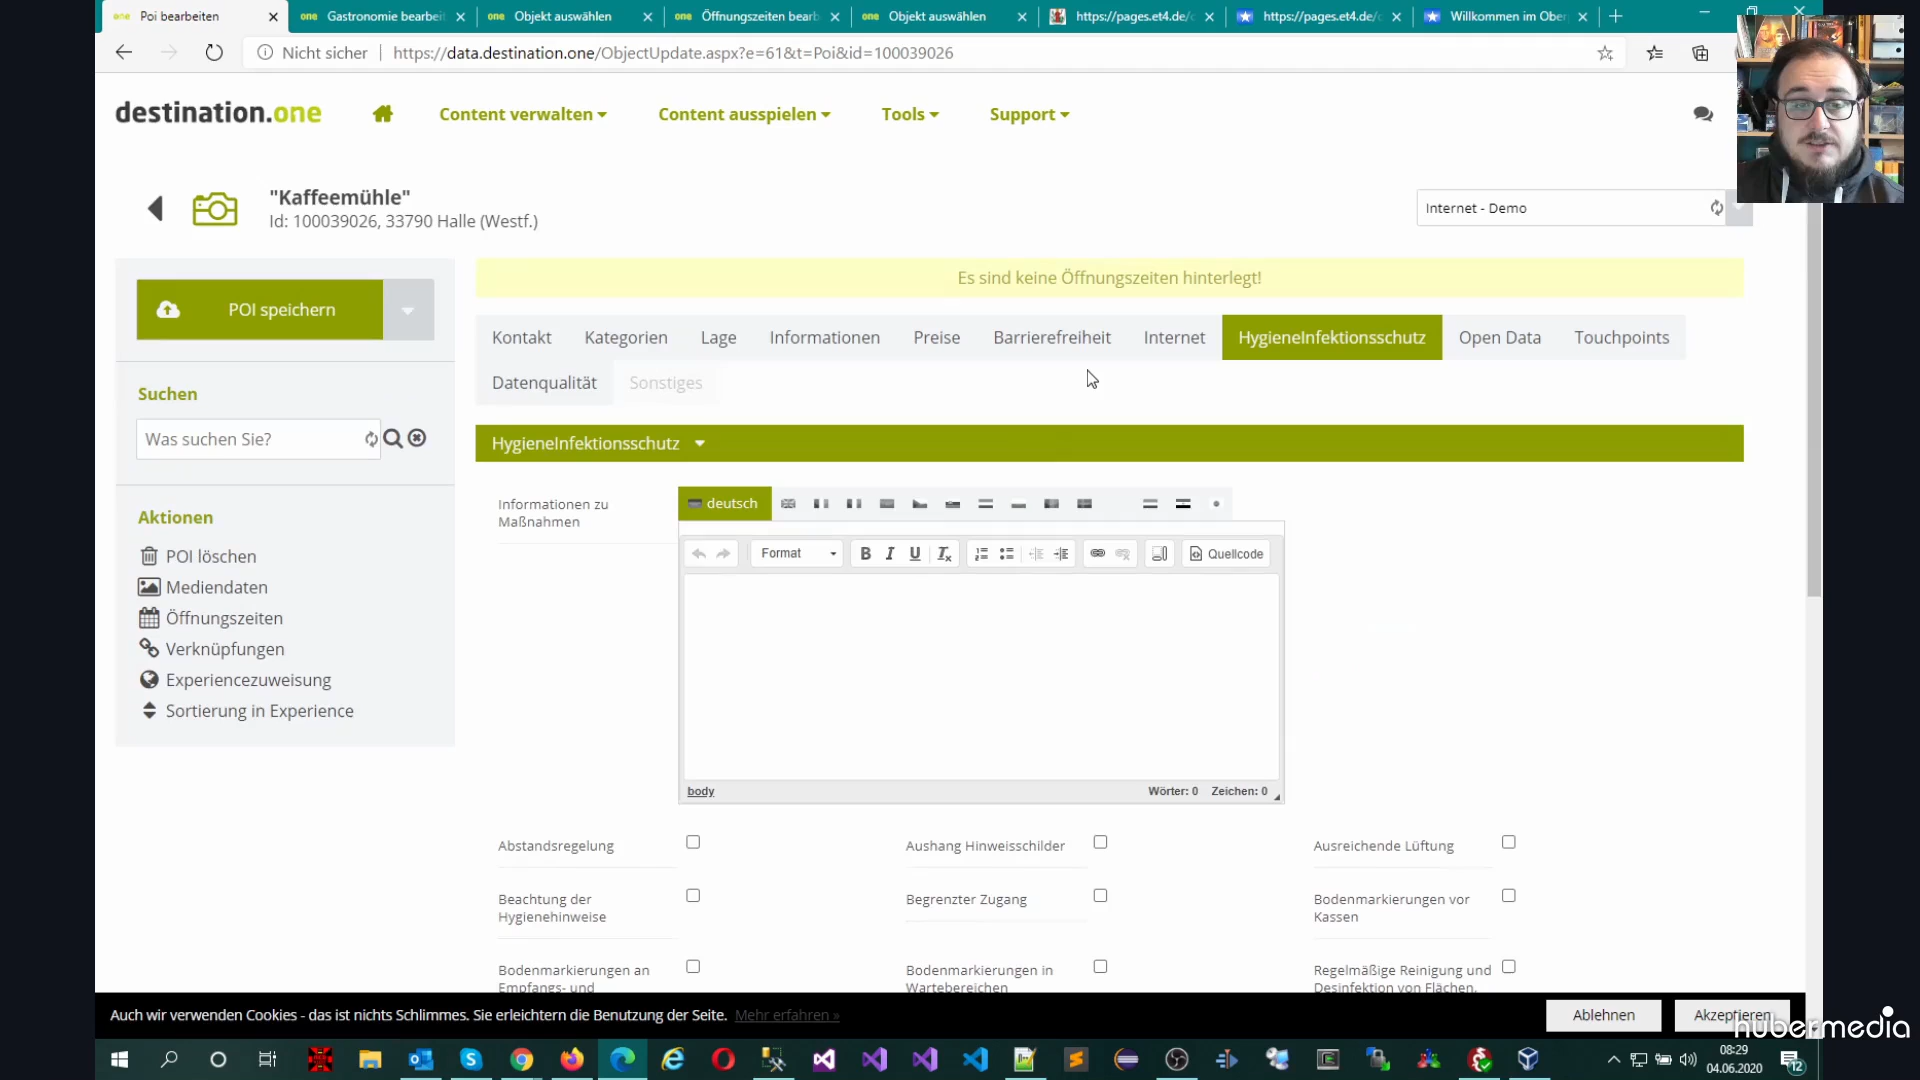 Poi bearbeiten
one Gastronomie bearbeit
one Objekt auswählen
one Öffnungszeiten bearb
one Objekt auswählen
https://pages.et4.de/
https://pages.et4.de/
Willkommen im Ober
Nicht sicher
https://data.destination.one/ObjectUpdate.aspx?e=61&t=Poi&id=100039026
destination.one
Content verwalten
Content ausspielen
Tools
Support
"Kaffeemühle"
Id: 100039026, 33790 Halle (Westf.)
Internet - Demo
POI speichern
Es sind keine Öffnungszeiten hinterlegt!
Kontakt
Kategorien
Lage
Informationen
Preise
Barrierefreiheit
Internet
HygieneInfektionsschutz
Open Data
Touchpoints
Datenqualität
Sonstiges
Suchen
Was suchen Sie?
Aktionen
POI löschen
Mediendaten
Öffnungszeiten
Verknüpfungen
Experiencezuweisung
Sortierung in Experience
HygieneInfektionsschutz
Informationen zu
Maßnahmen
deutsch
Format
B I U Tx
Quellcode
body
Wörter: 0 Zeichen: 0
Abstandsregelung
Aushang Hinweisschilder
Ausreichende Lüftung
Beachtung der
Hygienehinweise
Begrenzter Zugang
Bodenmarkierungen vor
Kassen
Bodenmarkierungen an
Empfangs- und
Bodenmarkierungen in
Wartebereichen
Regelmäßige Reinigung und
Desinfektion von Flächen,
Auch wir verwenden Cookies - das ist nichts Schlimmes. Sie erleichtern die Benutzung der Seite. Mehr erfahren »
Ablehnen
Akzeptieren
hubermedia
08:29
04.06.2020
12